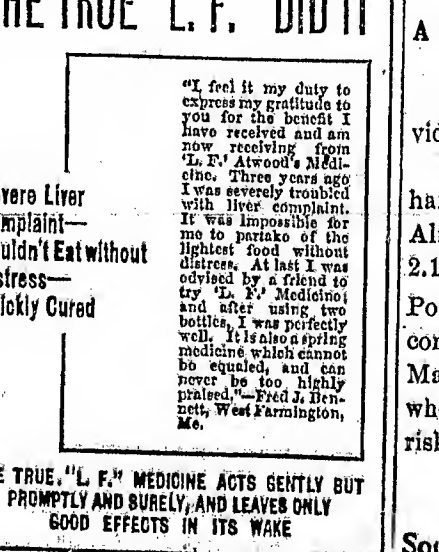 HE TRUE "L. F." DID IT
"I feel it my duty to
express my gratitude to
you for the benefit I
have received and am
now receiving from
'L. F.' Atwood's Medi-
cine. Three years ago
I was severely troubled
with liver complaint.
It was impossible for
me to partake of the
lightest food without
distress. At last I was
advised by a friend to
try 'L. F.' Medicine;
and after using two
bottles, I was perfectly
well. It is also a spring
medicine which cannot
be equaled, and can
never be too highly
praised."—Fred J. Ben-
nett, West Farmington,
Me.
vere Liver
mplaint—
uldn't Eat without
stress—
ickly Cured
E TRUE "L. F." MEDICINE ACTS GENTLY BUT
PROMPTLY AND SURELY, AND LEAVES ONLY
GOOD EFFECTS IN ITS WAKE
A
vid
ha
Al
2.1
Po
con
Ma
wh
risk
Soc